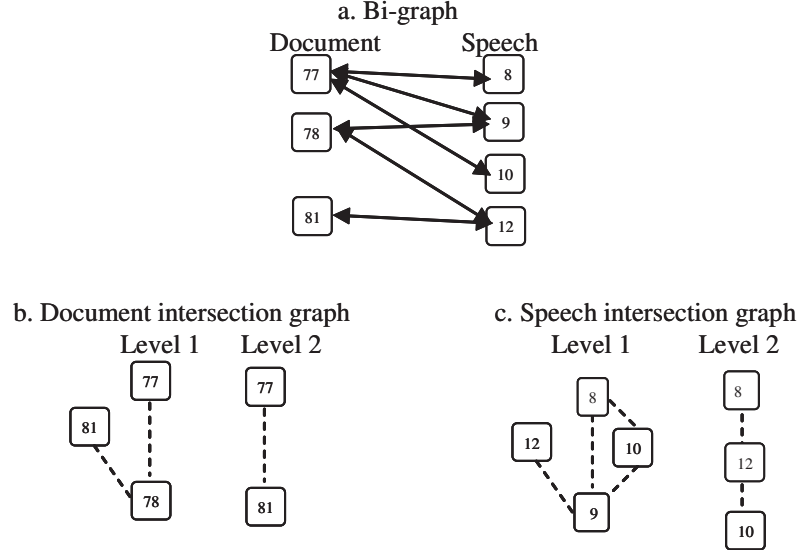 a. Bi-graph
Document Speech
77 8
78 9
10
81 12
b. Document intersection graph
Level 1 Level 2
77 77
81
78 81
c. Speech intersection graph
Level 1 Level 2
8 8
12 10 12
9 10